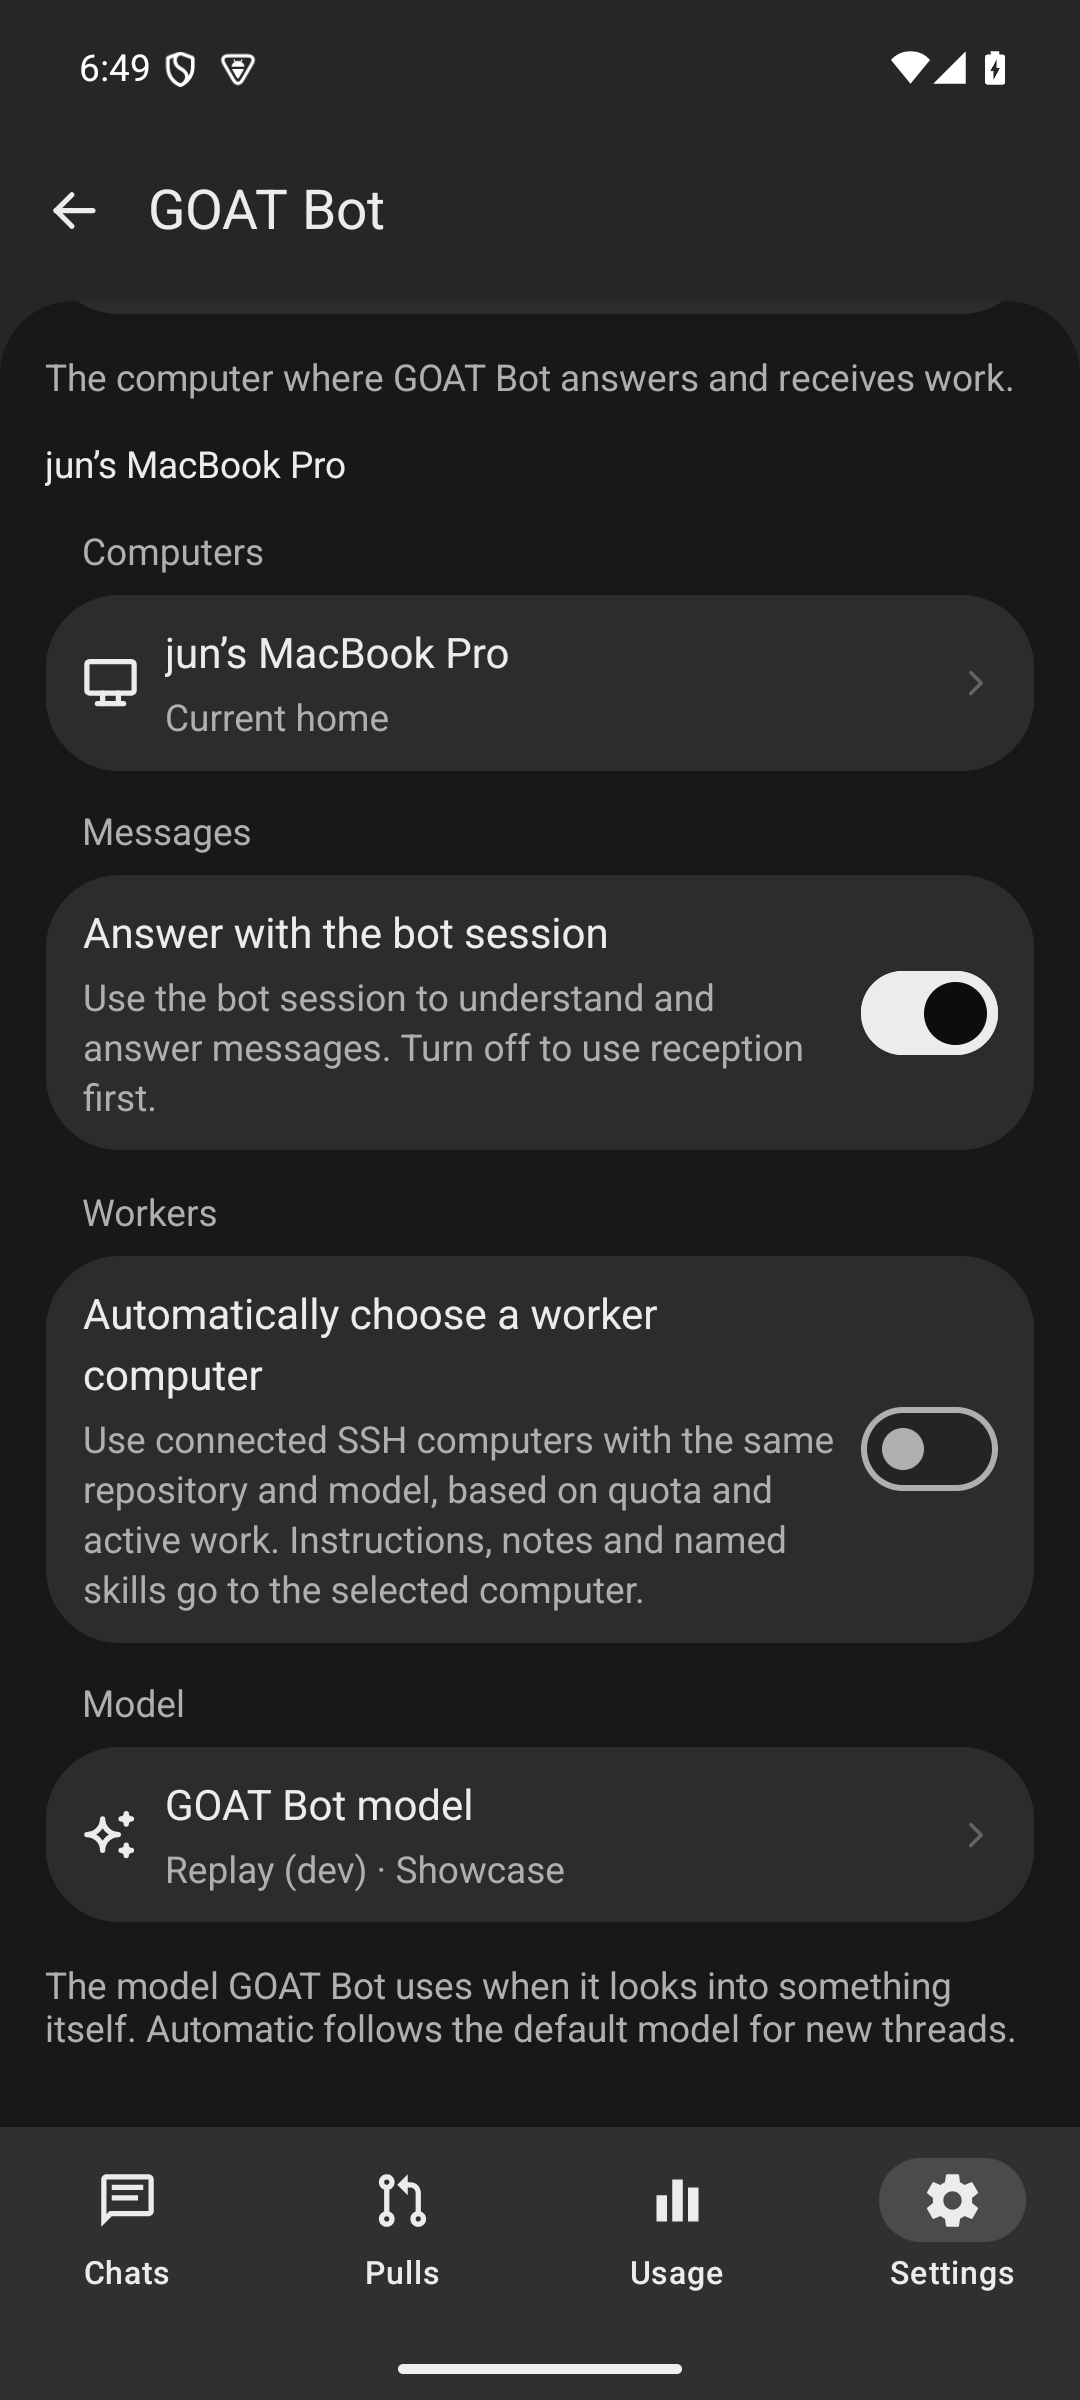 6:49
GOAT Bot
The computer where GOAT Bot answers and receives work.
jun’s MacBook Pro
Computers
jun’s MacBook Pro
Current home
Messages
Answer with the bot session
Use the bot session to understand and
answer messages. Turn off to use reception
first.
Workers
Automatically choose a worker
computer
Use connected SSH computers with the same
repository and model, based on quota and
active work. Instructions, notes and named
skills go to the selected computer.
Model
GOAT Bot model
Replay (dev) · Showcase
The model GOAT Bot uses when it looks into something
itself. Automatic follows the default model for new threads.
Chats
Pulls
Usage
Settings